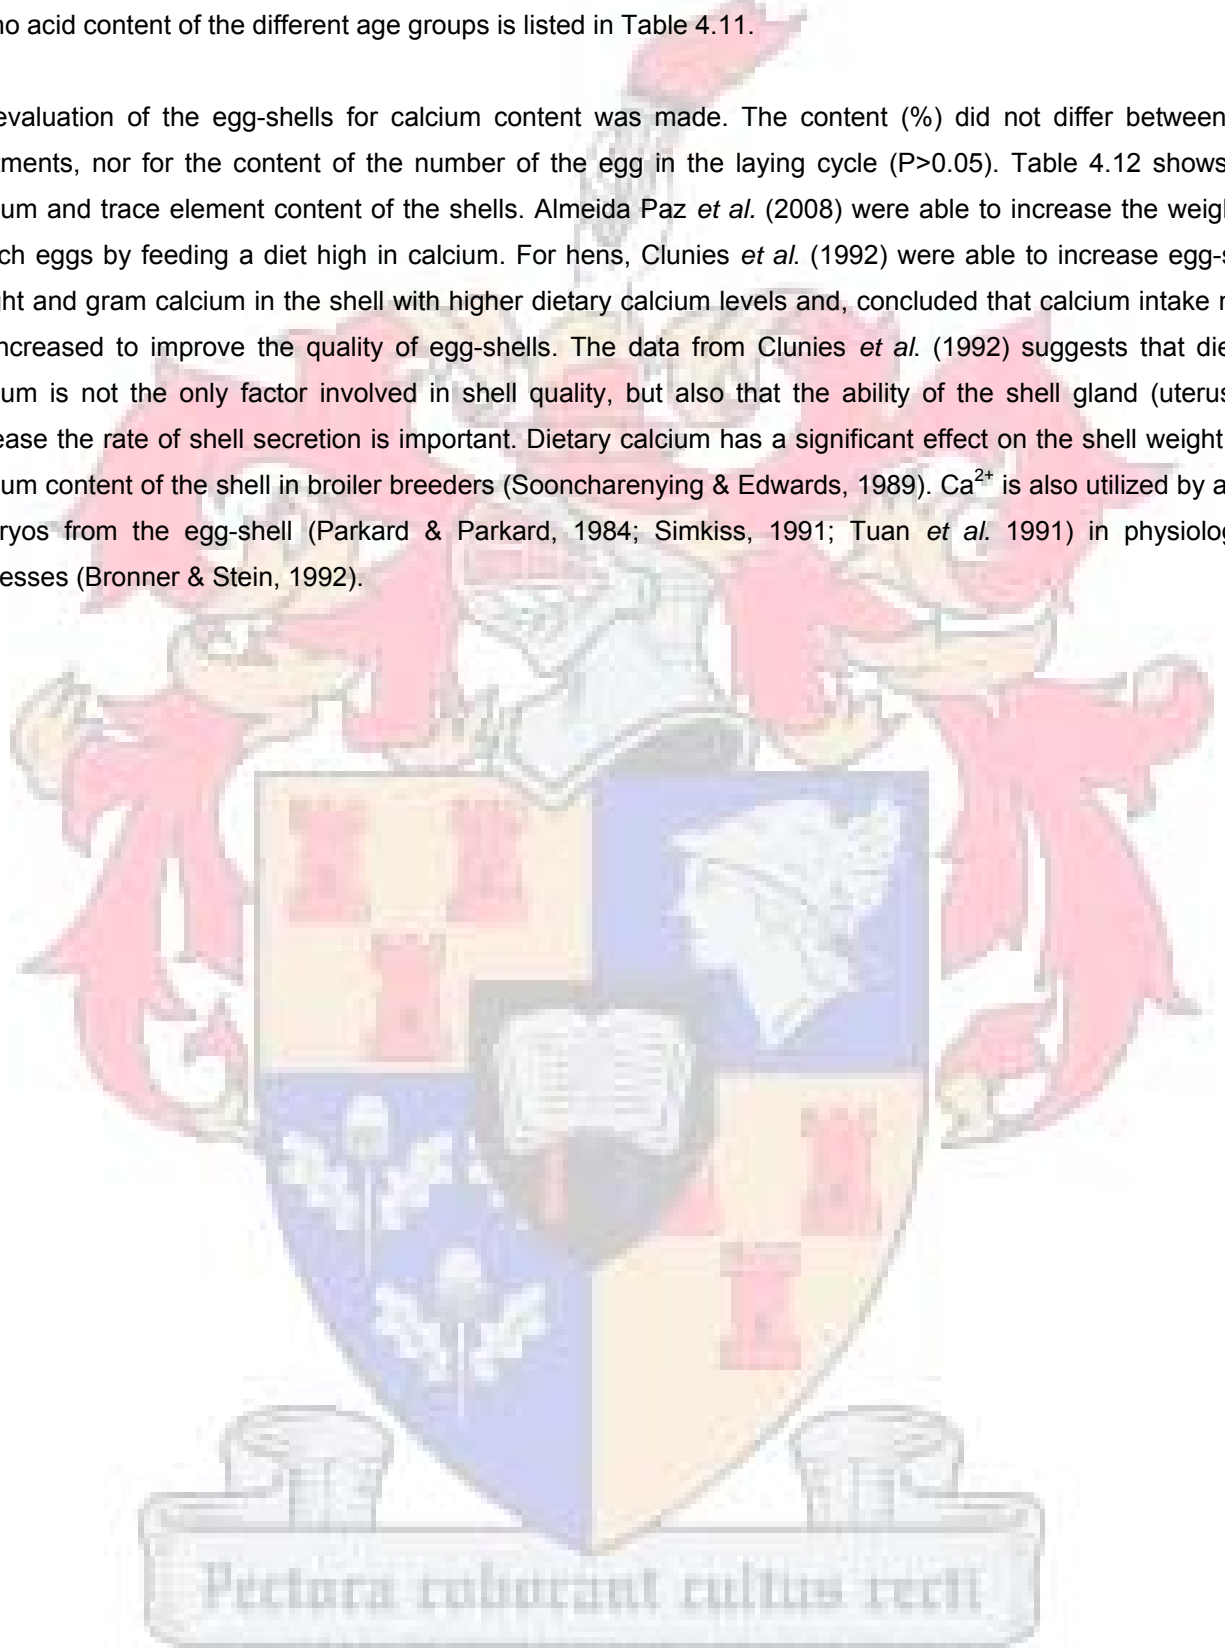 no acid content of the different age groups is listed in Table 4.11.
evaluation of the egg-shells for calcium content was made. The content (%) did not differ between
tments, nor for the content of the number of the egg in the laying cycle (P>0.05). Table 4.12 shows
um and trace element content of the shells. Almeida Paz et al. (2008) were able to increase the weigh
ch eggs by feeding a diet high in calcium. For hens, Clunies et al. (1992) were able to increase egg-s
ght and gram calcium in the shell with higher dietary calcium levels and, concluded that calcium intake r
ncreased to improve the quality of egg-shells. The data from Clunies et al. (1992) suggests that die
um is not the only factor involved in shell quality, but also that the ability of the shell gland (uterus
ease the rate of shell secretion is important. Dietary calcium has a significant effect on the shell weight
um content of the shell in broiler breeders (Sooncharenying & Edwards, 1989). Ca2+ is also utilized by a
ryos from the egg-shell (Parkard & Parkard, 1984; Simkiss, 1991; Tuan et al. 1991) in physiolog
esses (Bronner & Stein, 1992).
Pectora roborant cultus recti